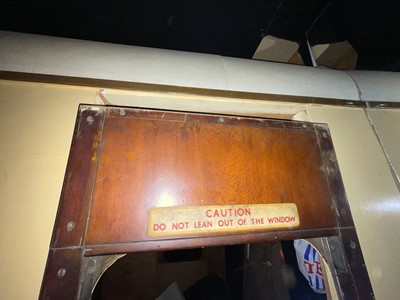 CAUTION
DO NOT LEAN OUT OF THE WINDOW